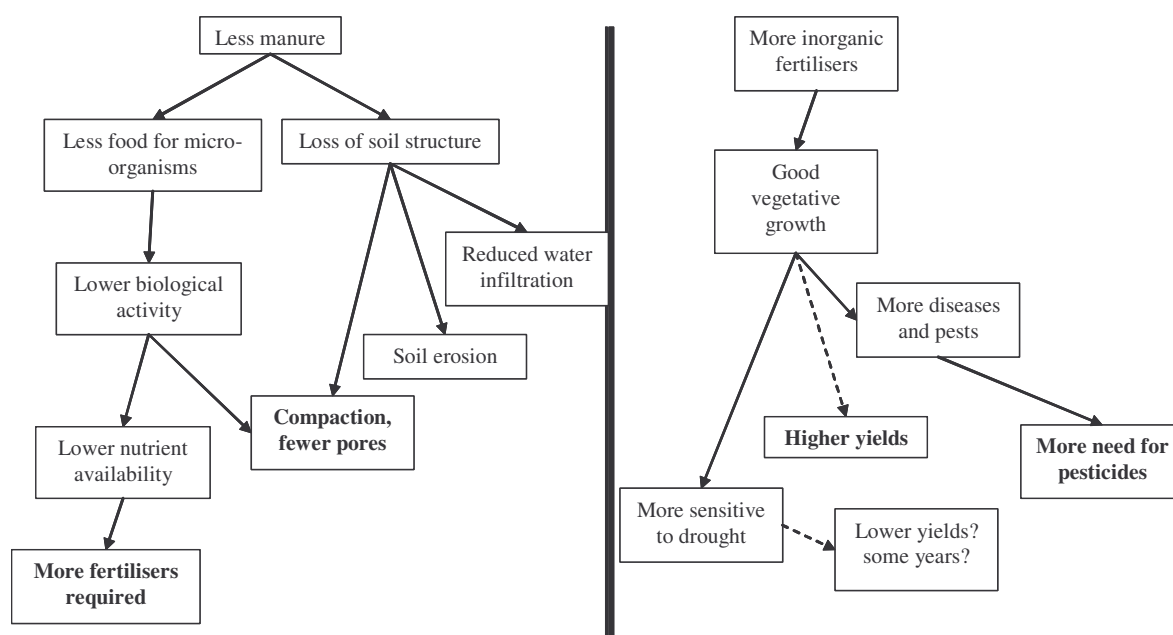 Less manure
Less food for micro-
organisms
Loss of soil structure
Reduced water
infiltration
Lower biological
activity
Soil erosion
Compaction,
fewer pores
Lower nutrient
availability
More fertilisers
required
More inorganic
fertilisers
Good
vegetative
growth
More diseases
and pests
Higher yields
More need for
pesticides
More sensitive
to drought
Lower yields?
some years?